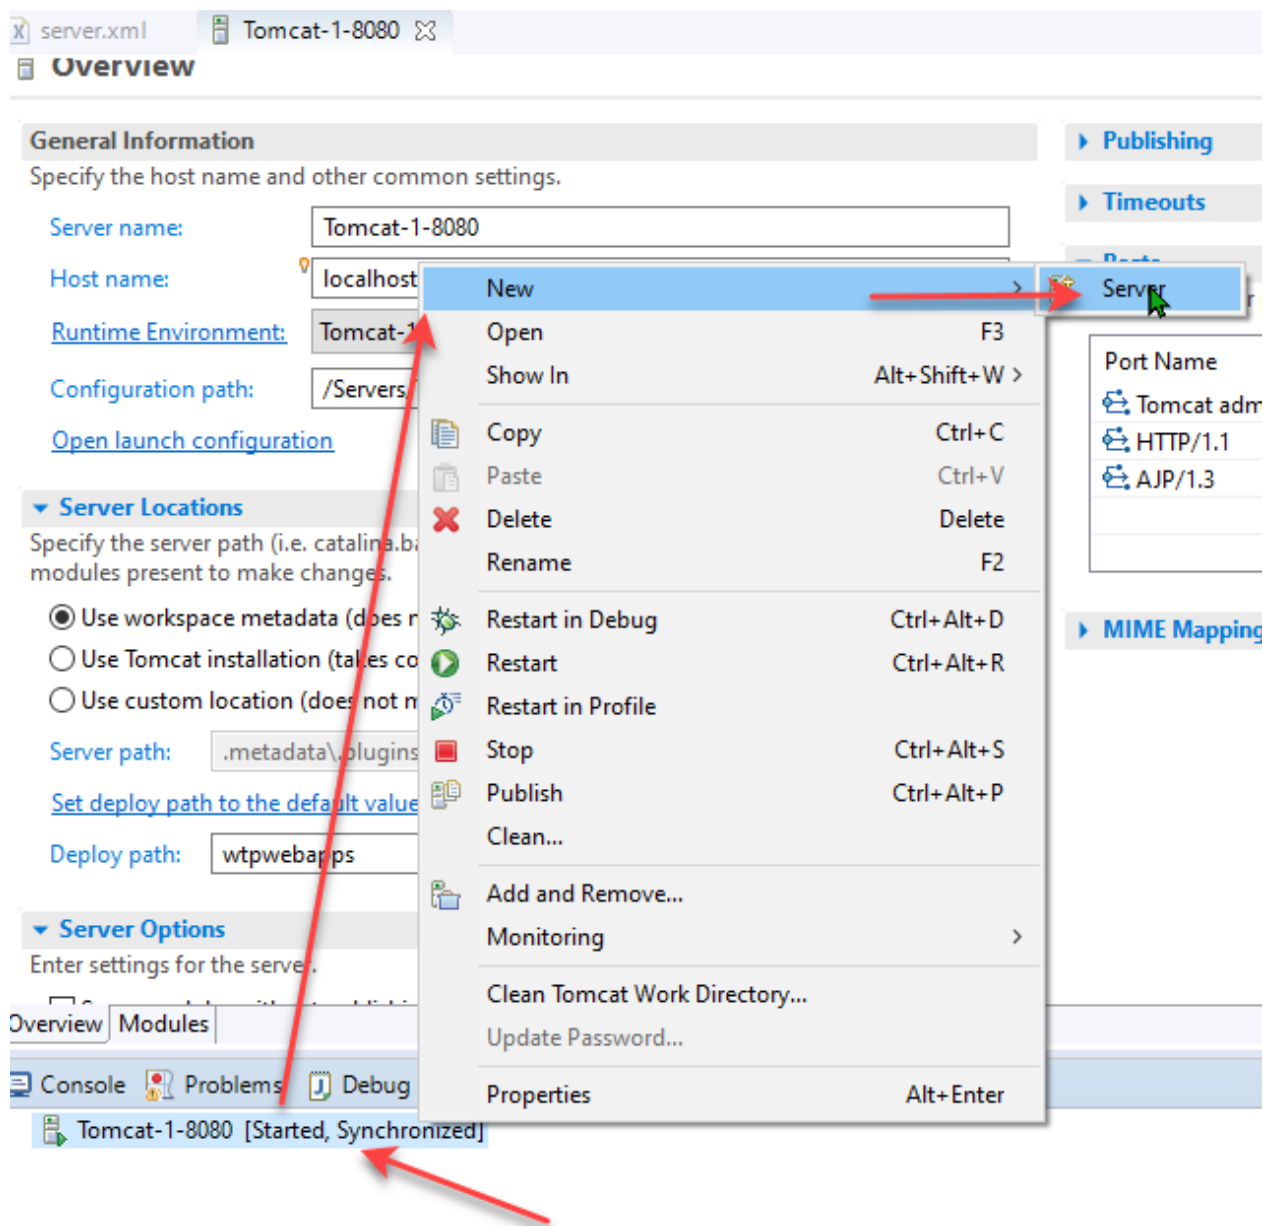 server.xml
Tomcat-1-8080
Overview
General Information
Specify the host name and other common settings.
Server name:
Tomcat-1-8080
Host name:
localhost
Runtime Environment:
Tomcat-1
Configuration path:
/Servers/
Open launch configuration
Server Locations
Specify the server path (i.e. catalina.ba
modules present to make changes.
Use workspace metadata (does n
Use Tomcat installation (takes co
Use custom location (does not m
Server path:
.metadata\.plugins
Set deploy path to the default value
Deploy path:
wtpwebapps
Server Options
Enter settings for the server.
Overview
Modules
Publishing
Timeouts
Ports
Port Name
Tomcat adm
HTTP/1.1
AJP/1.3
MIME Mapping
New
Server
Open F3
Show In Alt+Shift+W
Copy Ctrl+C
Paste Ctrl+V
Delete Delete
Rename F2
Restart in Debug Ctrl+Alt+D
Restart Ctrl+Alt+R
Restart in Profile
Stop Ctrl+Alt+S
Publish Ctrl+Alt+P
Clean...
Add and Remove...
Monitoring
Clean Tomcat Work Directory...
Update Password...
Properties Alt+Enter
Console
Problems
Debug
Tomcat-1-8080 [Started, Synchronized]